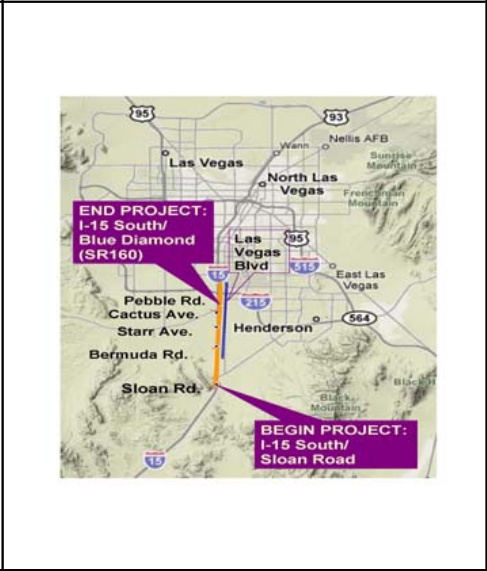 95
93
Wann
Nellis AFB
Las Vegas
Sunrise
Mountain
North Las
Vegas
Frenchman
Mountain
END PROJECT:
I-15 South/
Blue Diamond
(SR160)
Las
Vegas
Blvd
95
15
515
East Las
Vegas
Pebble Rd.
215
Cactus Ave.
Henderson
564
Starr Ave.
Bermuda Rd.
Sloan Rd.
Black
Mountain
Black H
BEGIN PROJECT:
I-15 South/
Sloan Road
15